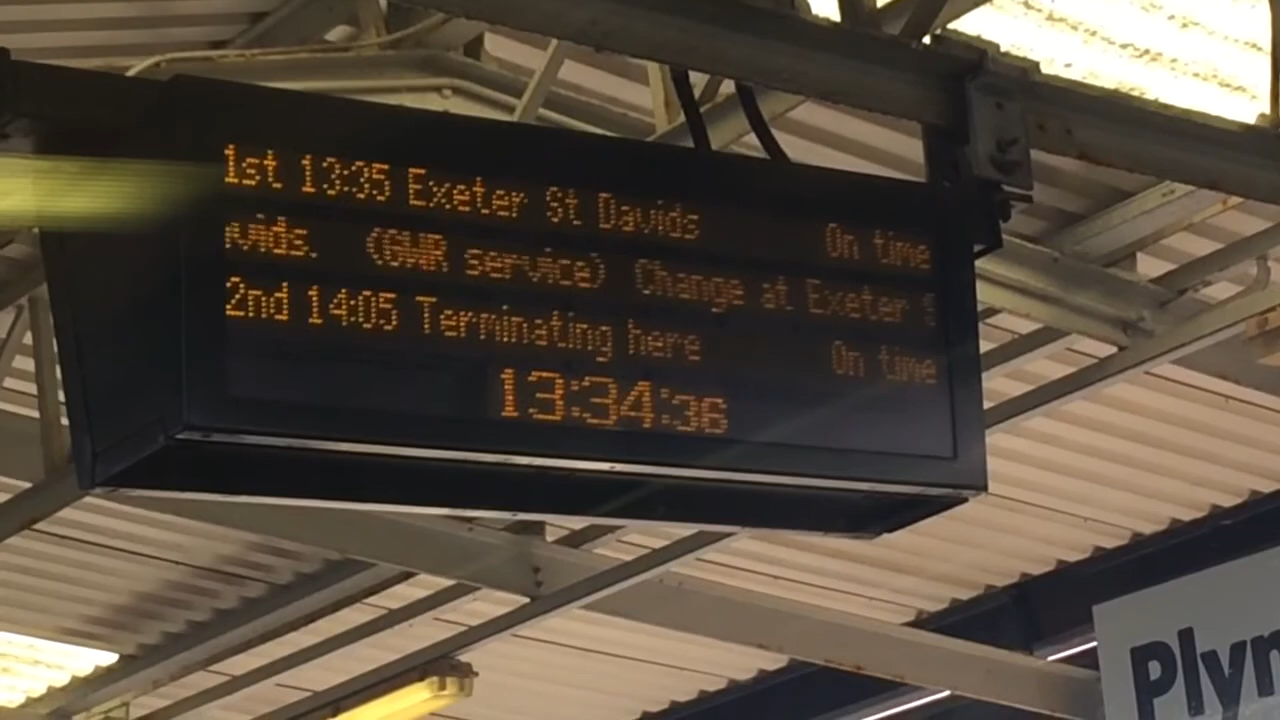 1st 13:35 Exeter St Davids On time
vids. (GWR service) Change at Exeter S
2nd 14:05 Terminating here On time
13:34:36
Plym